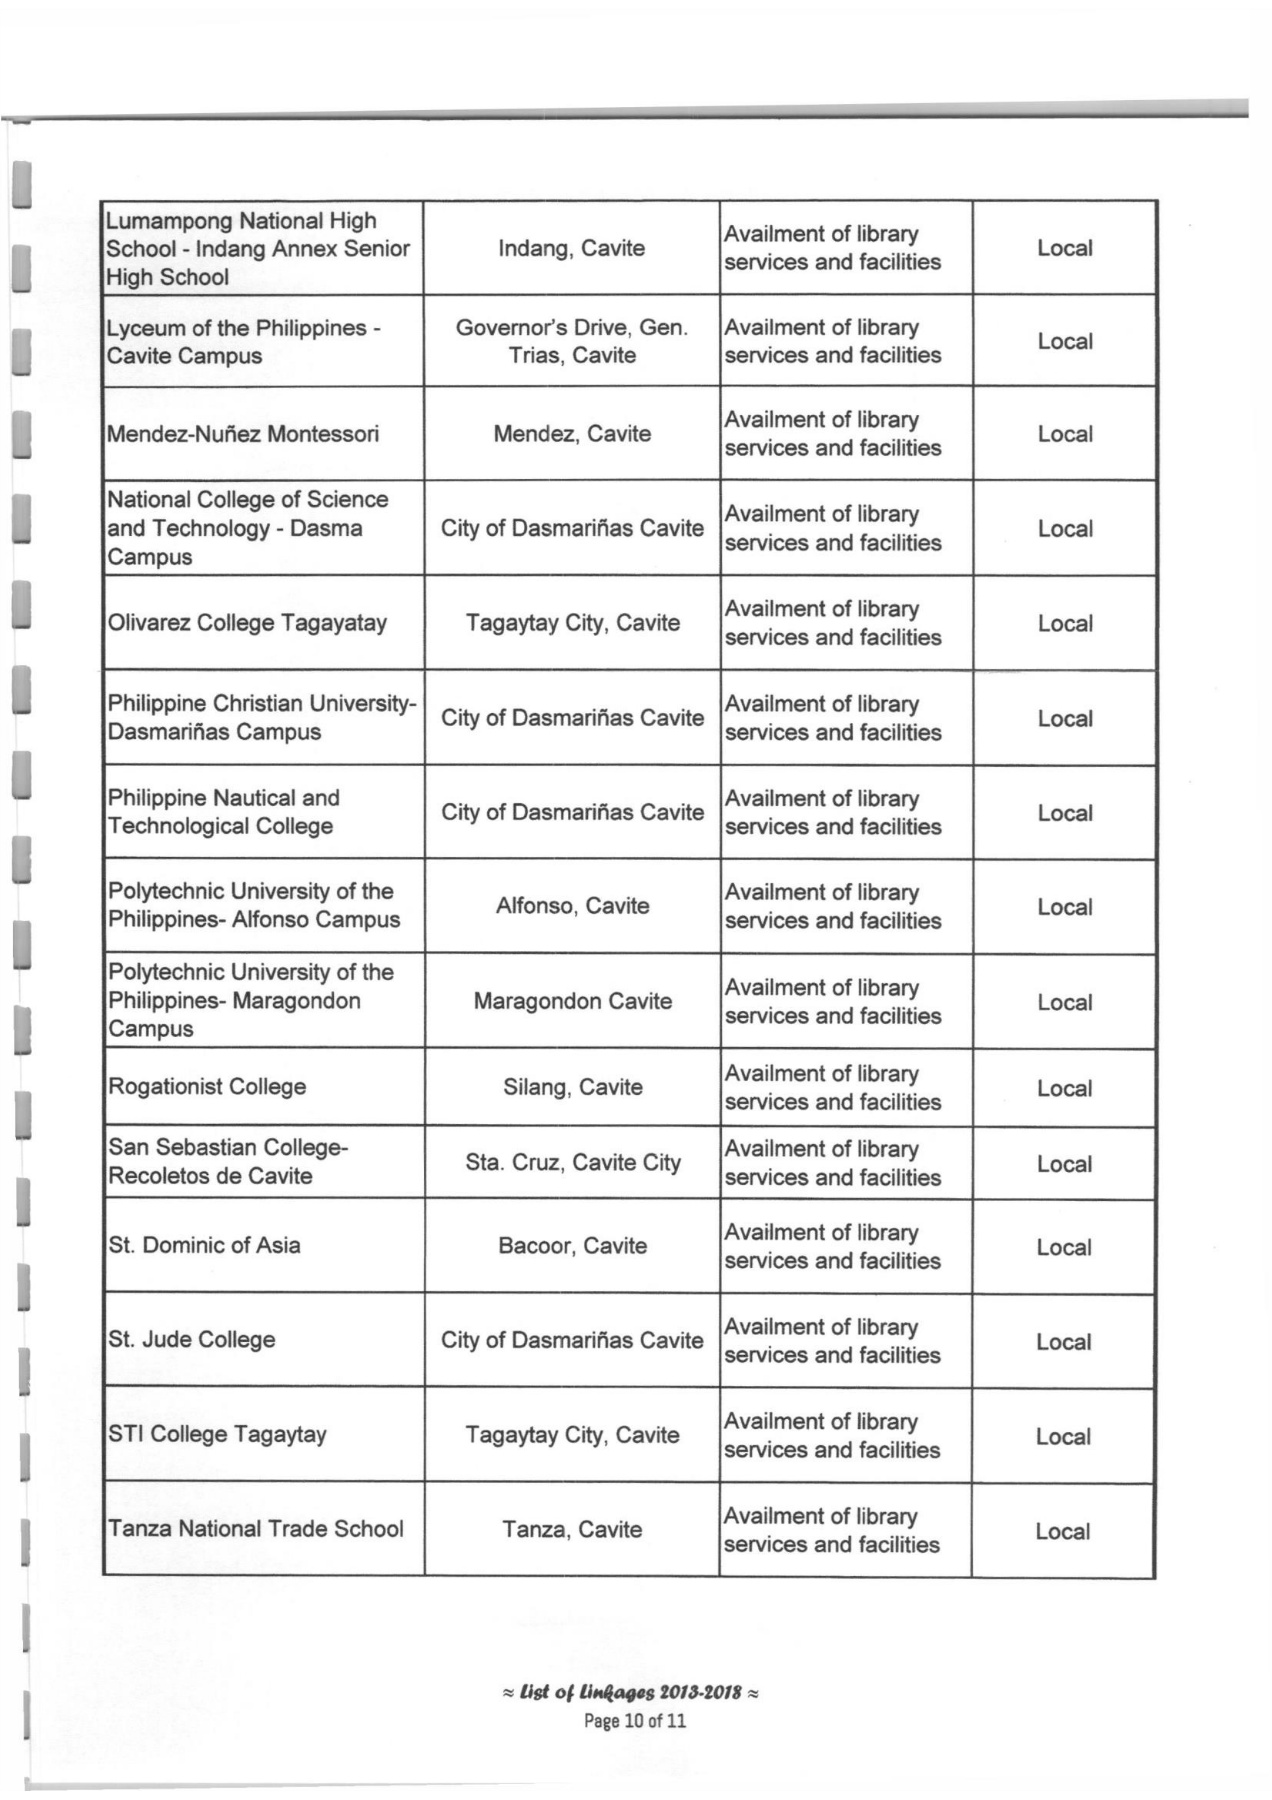 Lumampong National High
School - Indang Annex Senior
High School
Indang, Cavite
Availment of library
services and facilities
Local
Lyceum of the Philippines -
Cavite Campus
Governor's Drive, Gen.
Trias, Cavite
Availment of library
services and facilities
Local
Mendez-Nuñez Montessori
Mendez, Cavite
Availment of library
services and facilities
Local
National College of Science
and Technology - Dasma
Campus
City of Dasmariñas Cavite
Availment of library
services and facilities
Local
Olivarez College Tagayatay
Tagaytay City, Cavite
Availment of library
services and facilities
Local
Philippine Christian University-
Dasmariñas Campus
City of Dasmariñas Cavite
Availment of library
services and facilities
Local
Philippine Nautical and
Technological College
City of Dasmariñas Cavite
Availment of library
services and facilities
Local
Polytechnic University of the
Philippines- Alfonso Campus
Alfonso, Cavite
Availment of library
services and facilities
Local
Polytechnic University of the
Philippines- Maragondon
Campus
Maragondon Cavite
Availment of library
services and facilities
Local
Rogationist College
Silang, Cavite
Availment of library
services and facilities
Local
San Sebastian College-
Recoletos de Cavite
Sta. Cruz, Cavite City
Availment of library
services and facilities
Local
St. Dominic of Asia
Bacoor, Cavite
Availment of library
services and facilities
Local
St. Jude College
City of Dasmariñas Cavite
Availment of library
services and facilities
Local
STI College Tagaytay
Tagaytay City, Cavite
Availment of library
services and facilities
Local
Tanza National Trade School
Tanza, Cavite
Availment of library
services and facilities
Local
≈ List of Linkages 2013-2018 ≈
Page 10 of 11